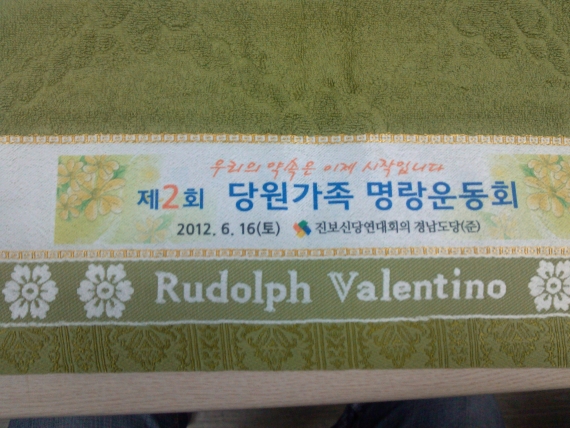 우리의 약속은 이제 시작입니다
제2회 당원가족 명랑운동회
2012. 6. 16(토) 진보신당연대회의 경남도당(준)
Rudolph Valentino